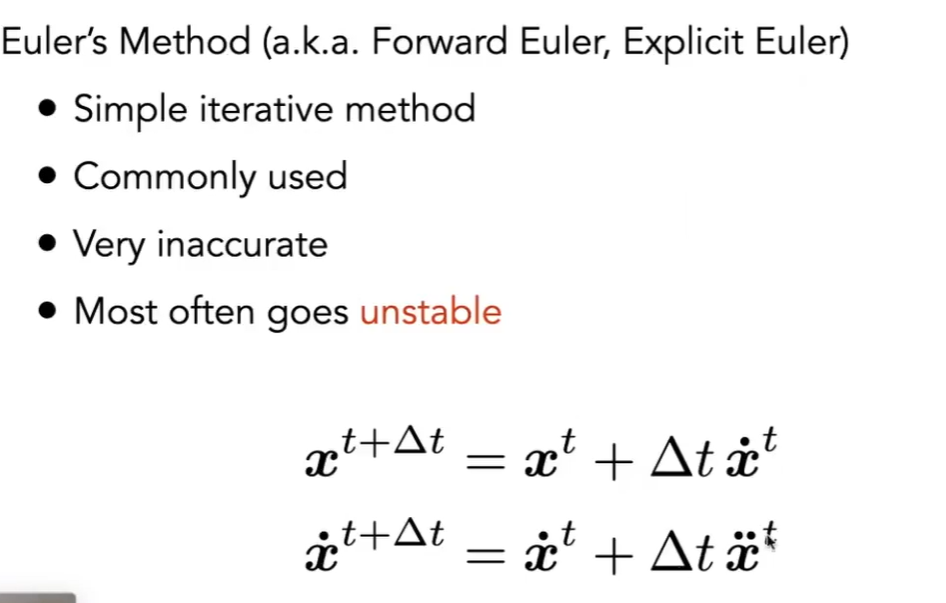 Euler's Method (a.k.a. Forward Euler, Explicit Euler)
• Simple iterative method
• Commonly used
• Very inaccurate
• Most often goes unstable
$\boldsymbol{x}^{t+\Delta t} = \boldsymbol{x}^{t} + \Delta t \, \dot{\boldsymbol{x}}^{t}$
$\dot{\boldsymbol{x}}^{t+\Delta t} = \dot{\boldsymbol{x}}^{t} + \Delta t \, \ddot{\boldsymbol{x}}^{t}$